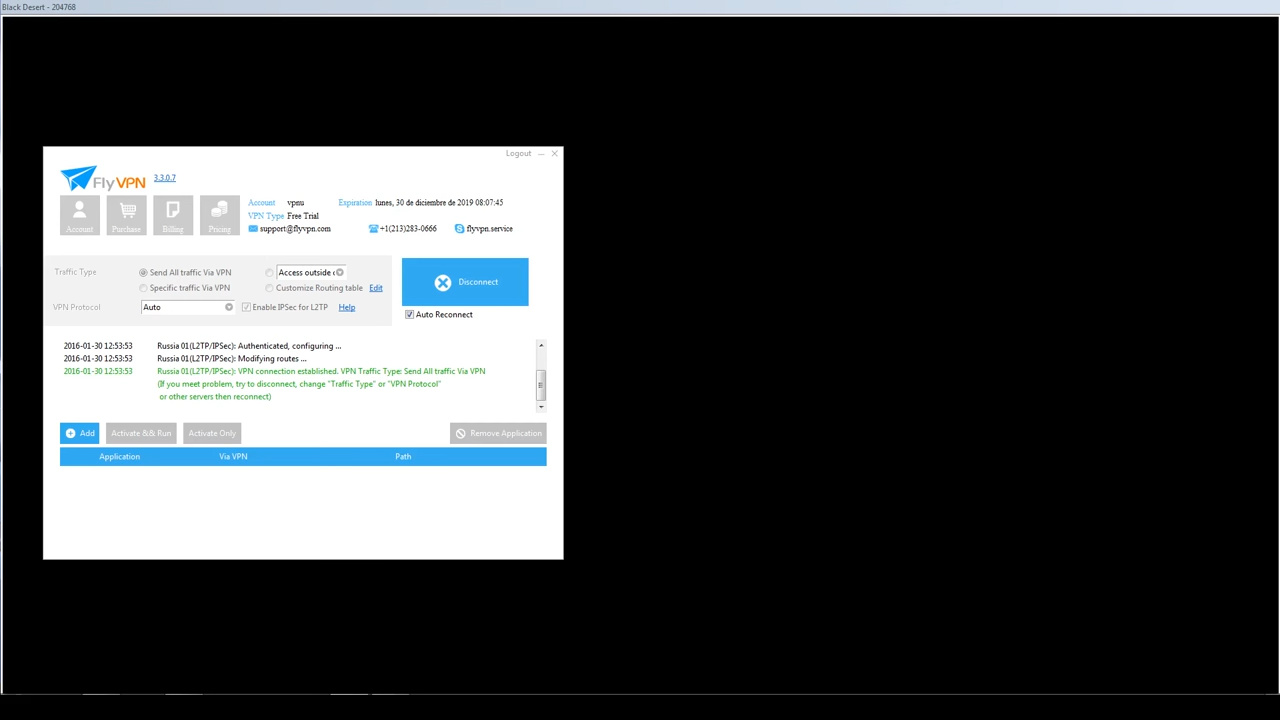 Black Desert - 204768
Logout
FlyVPN 3.3.0.7
Account Purchase Billing Pricing
Account vpnu Expiration lunes, 30 de diciembre de 2019 08:07:45
VPN Type Free Trial
support@flyvpn.com +1(213)283-0666 flyvpn.service
Traffic Type Send All traffic Via VPN Access outside
Specific traffic Via VPN Customize Routing table Edit
VPN Protocol Auto Enable IPSec for L2TP Help
Disconnect
Auto Reconnect
2016-01-30 12:53:53 Russia 01(L2TP/IPSec): Authenticated, configuring ...
2016-01-30 12:53:53 Russia 01(L2TP/IPSec): Modifying routes ...
2016-01-30 12:53:53 Russia 01(L2TP/IPSec): VPN connection established. VPN Traffic Type: Send All traffic Via VPN
(If you meet problem, try to disconnect, change "Traffic Type" or "VPN Protocol"
or other servers then reconnect)
Add Activate && Run Activate Only Remove Application
Application Via VPN Path